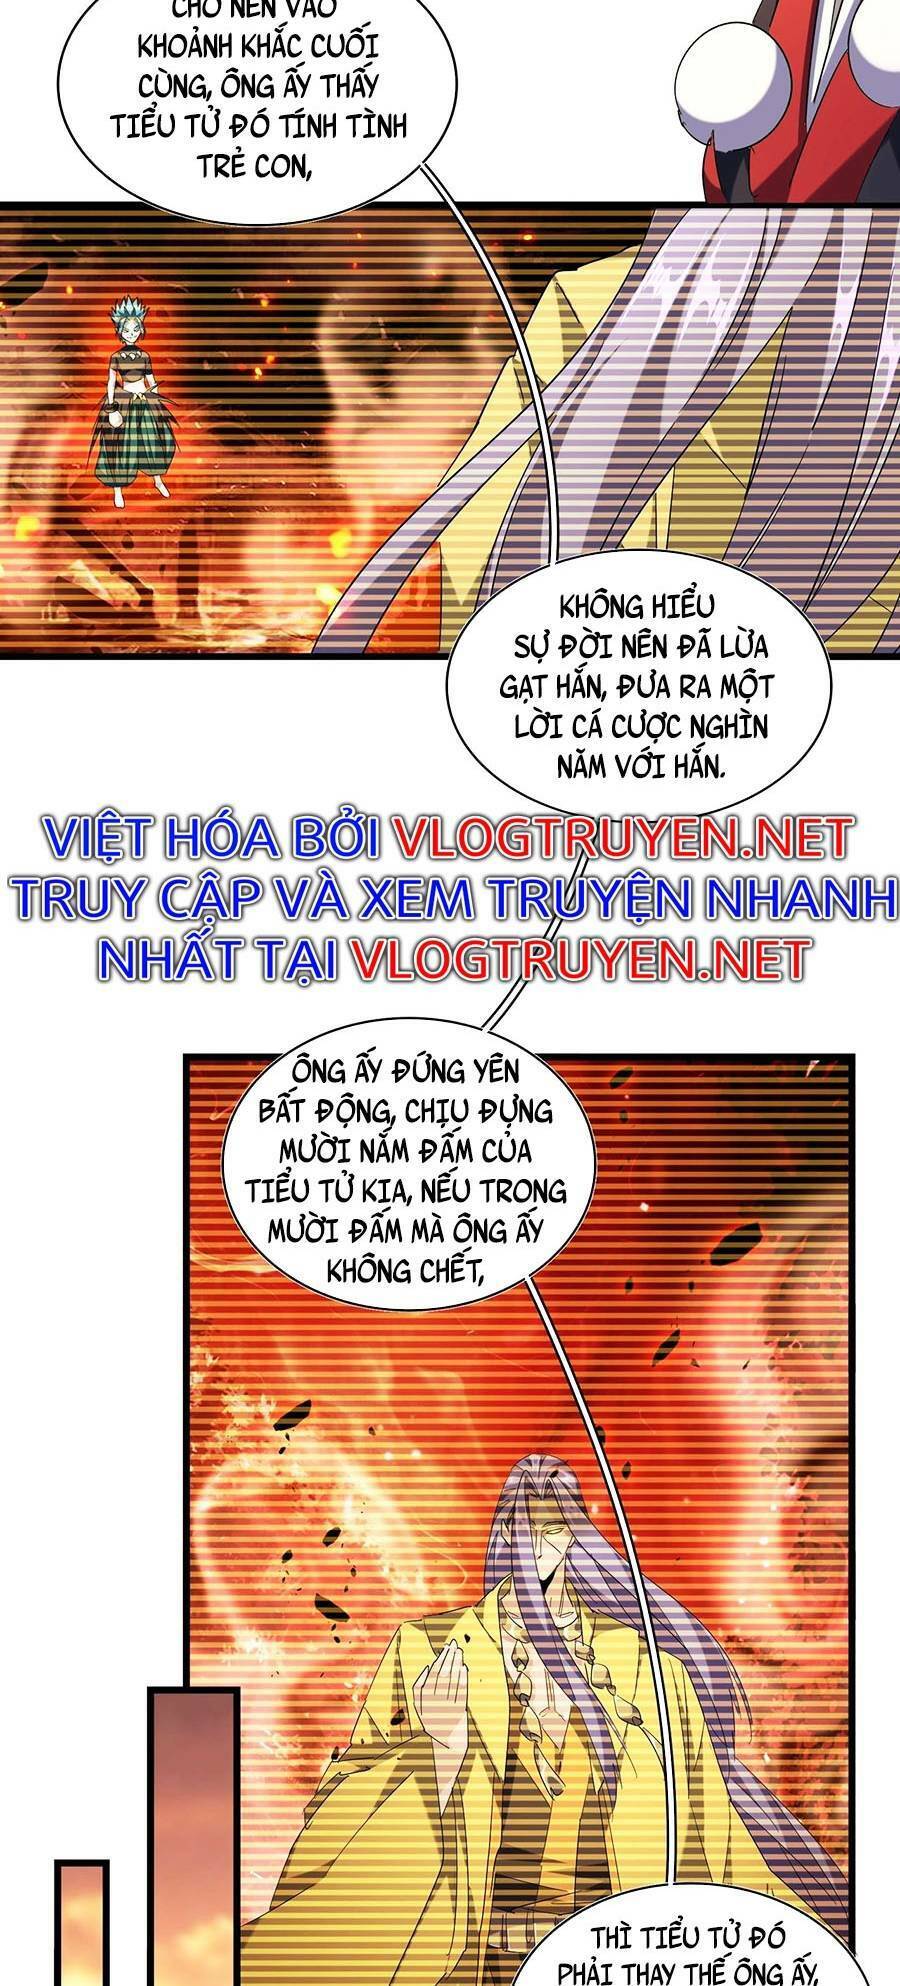 CHO NÊN VÀO
KHOẢNH KHẮC CUỐI
CÙNG, ÔNG ẤY THẤY
TIỂU TỬ ĐÓ TÍNH TÌNH
TRẺ CON,
KHÔNG HIỂU
SỰ ĐỜI NÊN ĐÃ LỪA
GẠT HẮN, ĐƯA RA MỘT
LỜI CÁ CƯỢC NGHÌN
NĂM VỚI HẮN.
VIỆT HÓA BỞI VLOGTRUYEN.NET
TRUY CẬP VÀ XEM TRUYỆN NHANH
NHẤT TẠI VLOGTRUYEN.NET
ÔNG ẤY ĐỨNG YÊN
BẤT ĐỘNG, CHỊU ĐỰNG
MƯỜI NẮM ĐẤM CỦA
TIỂU TỬ KIA, NẾU TRONG
MƯỜI ĐẤM MÀ ÔNG ẤY
KHÔNG CHẾT,
THÌ TIỂU TỬ ĐÓ
PHẢI THAY THẾ ÔNG ẤY,